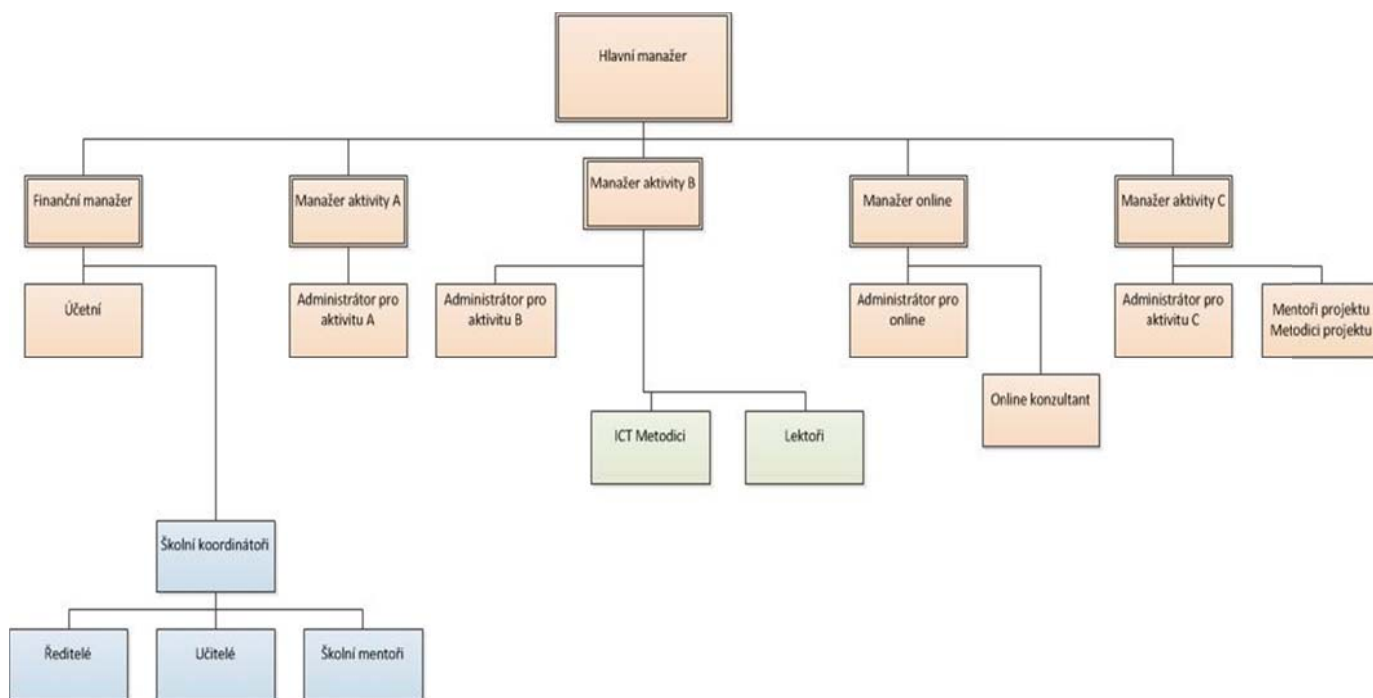 Hlavní manažer
Finanční manažer
Manažer aktivity A
Manažer aktivity B
Manažer online
Manažer aktivity C
Účetní
Administrátor pro
aktivitu A
Administrátor pro
aktivitu B
Administrátor pro
online
Administrátor pro
aktivitu C
Mentoři projektu
Metodici projektu
Online konzultant
ICT Metodici
Lektoři
Školní koordinátoři
Ředitelé
Učitelé
Školní mentoři